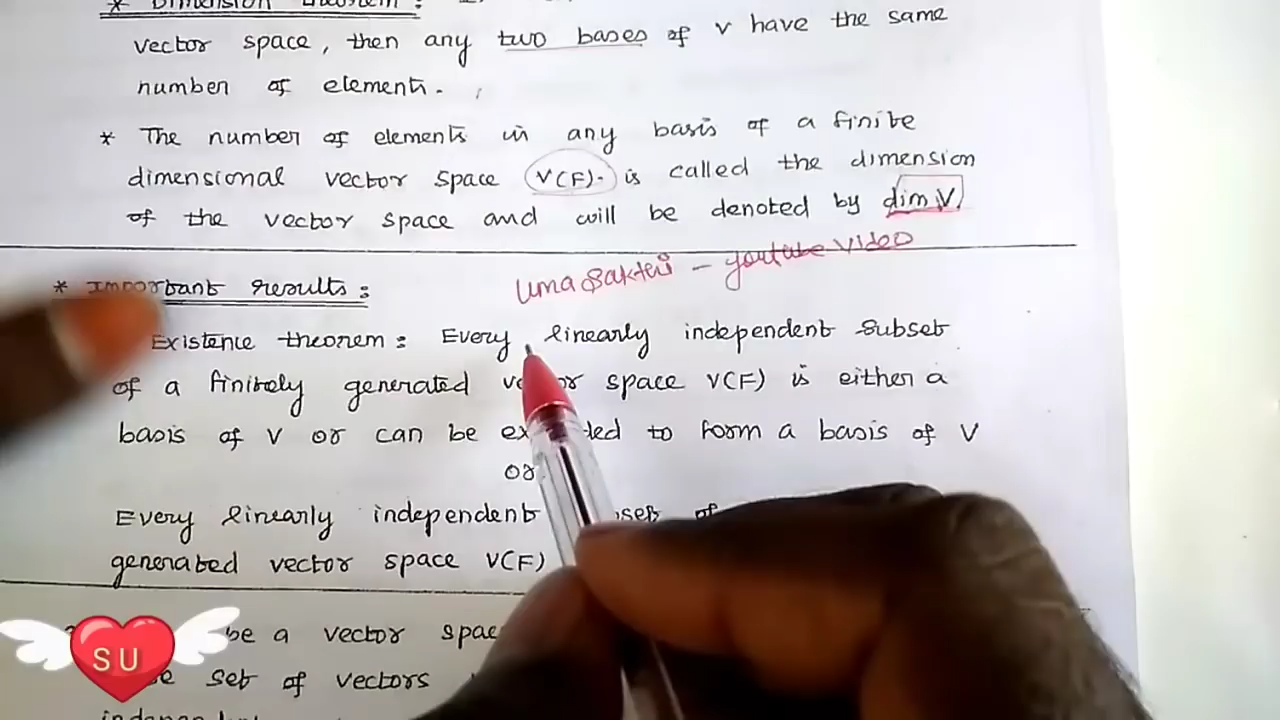 * Dimension theorem :
vector space, then any two bases of V have the same
number of elements.
* The number of elements in any basis of a finite
dimensional vector space V(F). is called the dimension
of the vector space and will be denoted by dim V.
Uma Sakthi - youtube video
* Important results :
Existence theorem : Every linearly independent subset
of a finitely generated space V(F) is either a
basis of V or can be to form a basis of V
or
Every linearly independent of
generated vector space V(F)
be a vector
set of vectors
SU